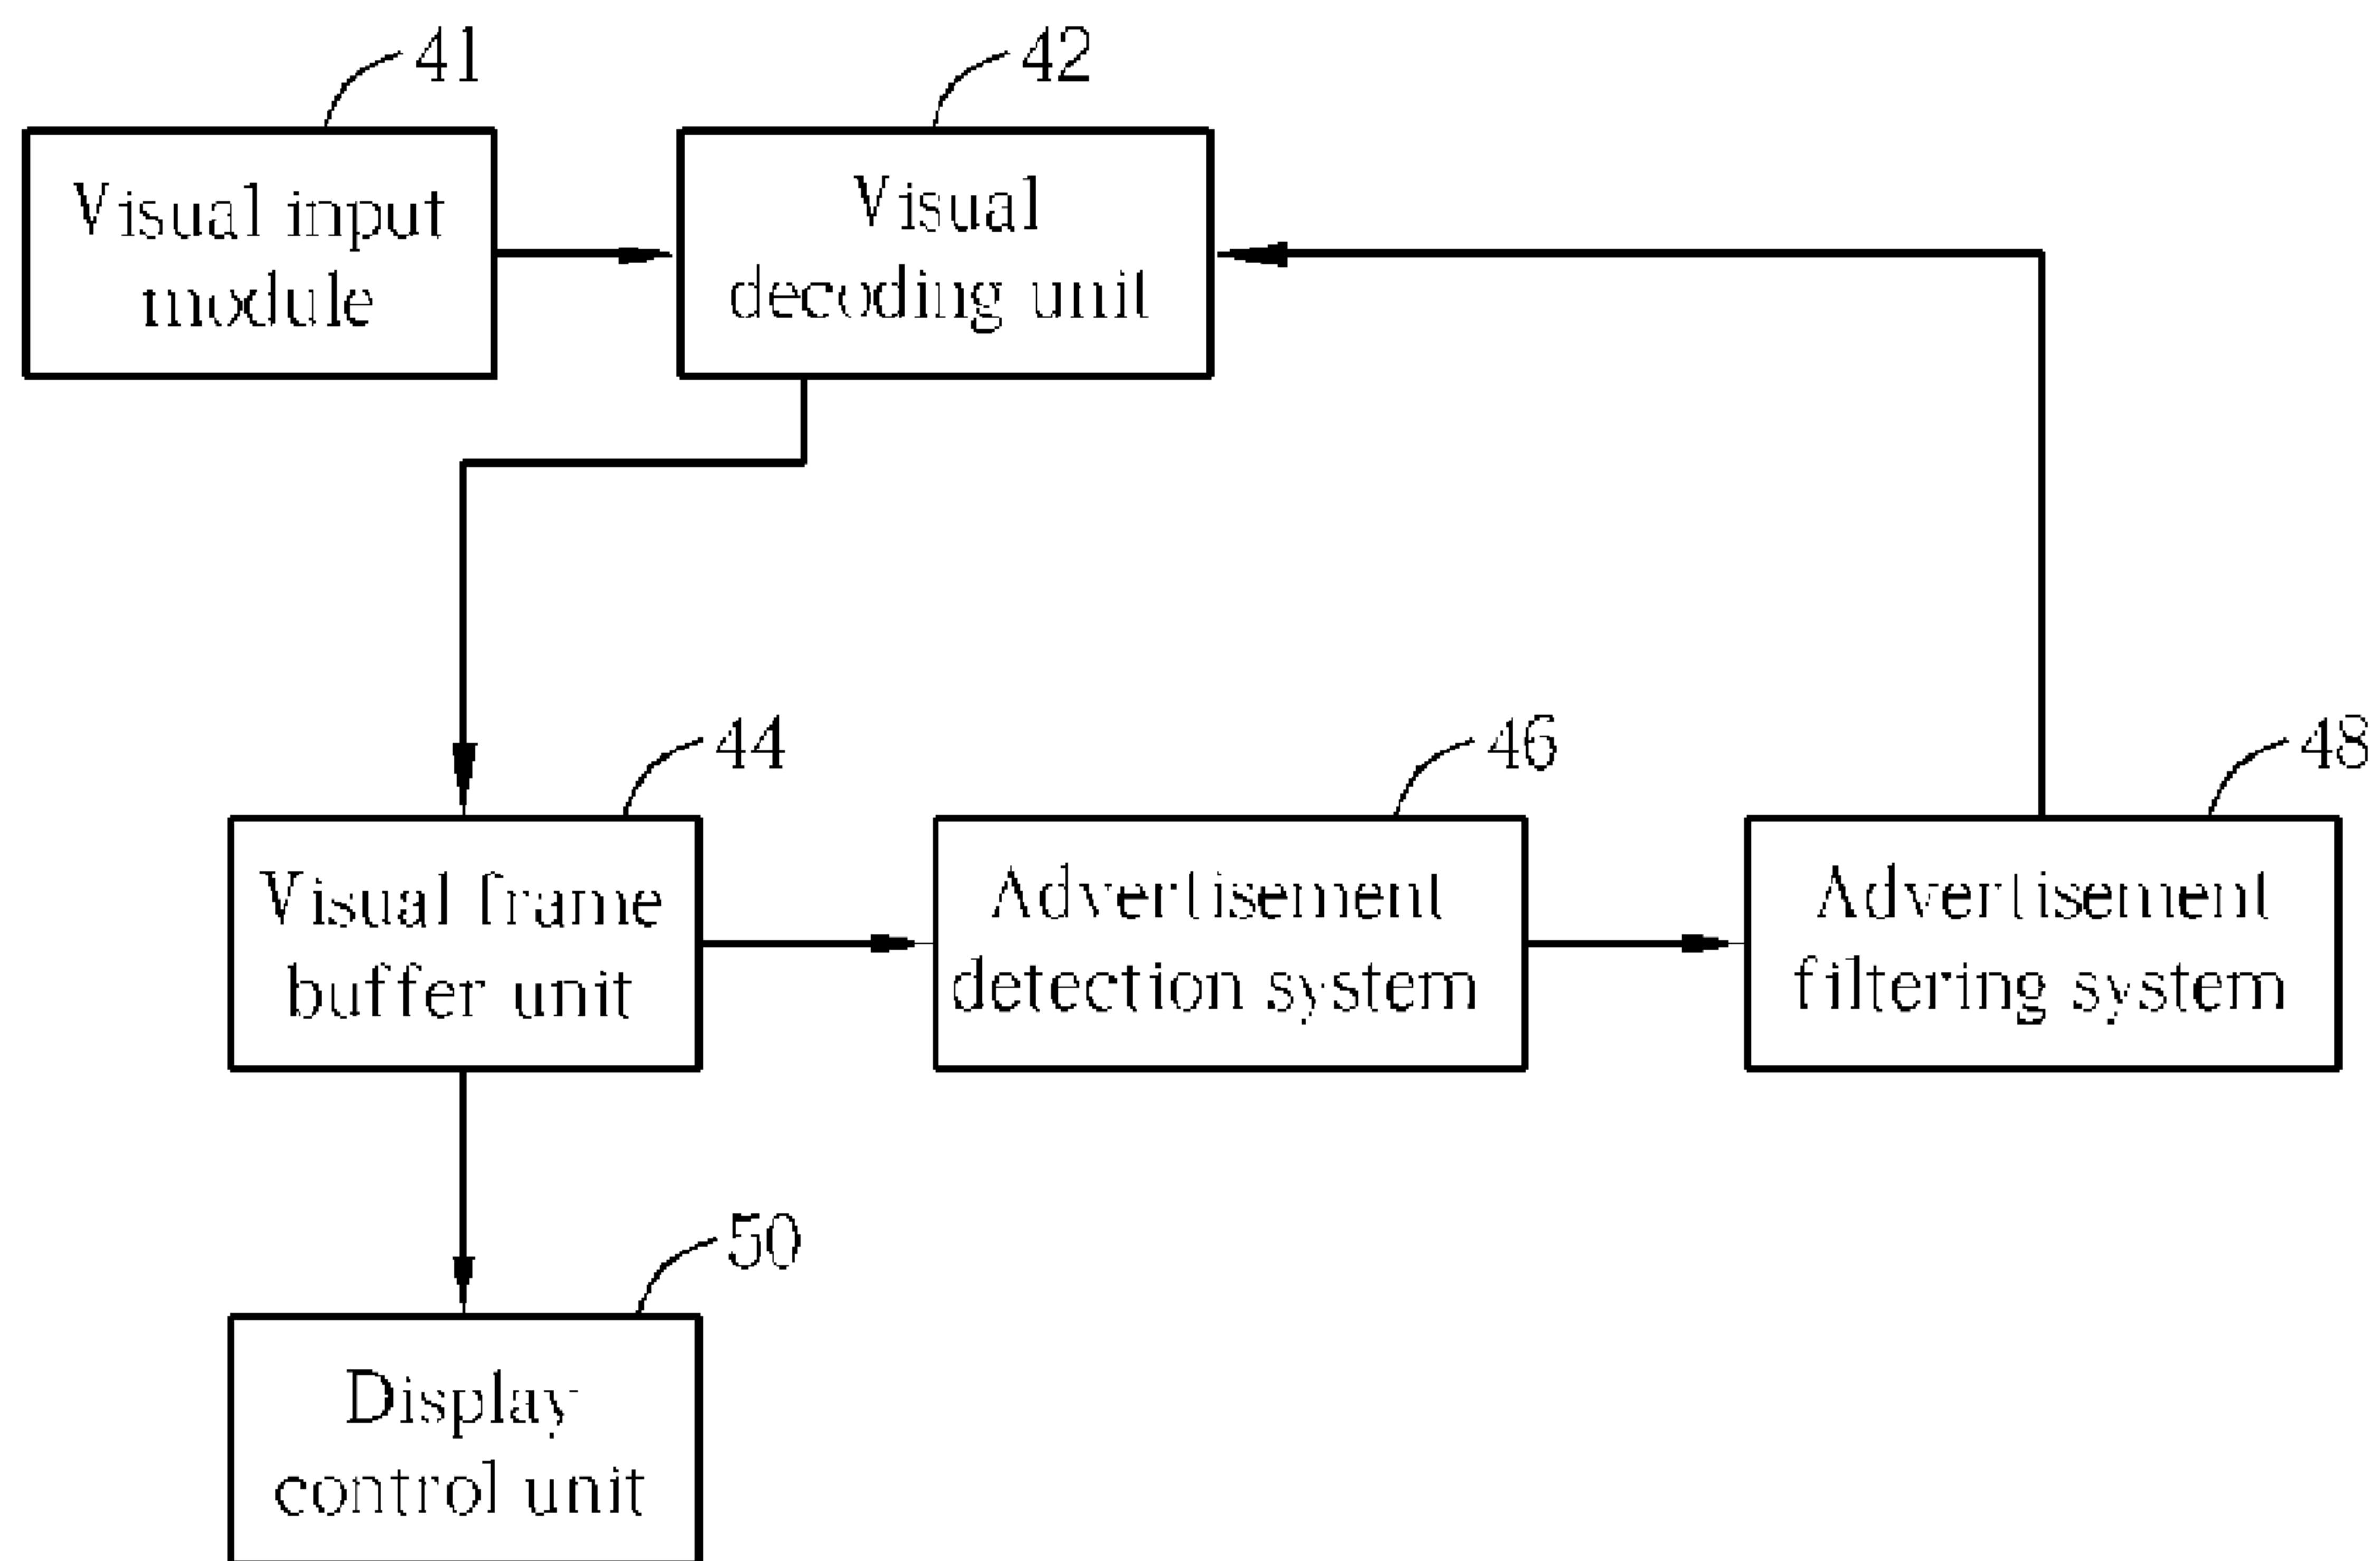 41
42
Visual input
module
Visual
decoding unit
44
46
48
Visual frame
buffer unit
Advertisement
detection system
Advertisement
filtering system
50
Display
control unit